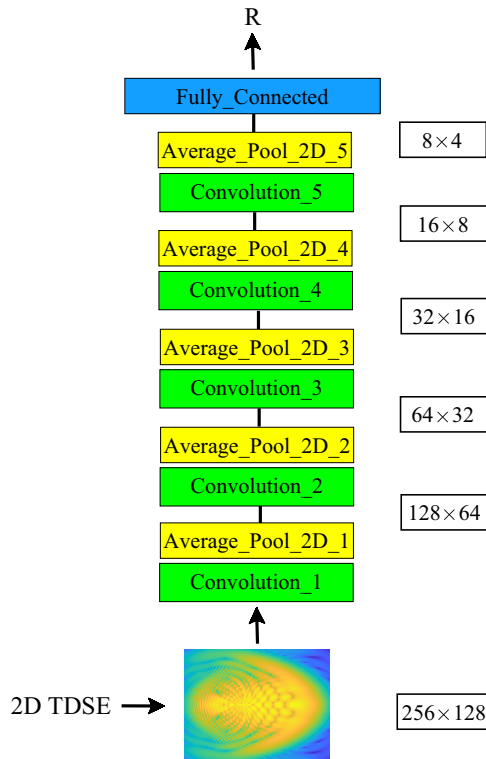 R
Fully_Connected
8×4
Average_Pool_2D_5
Convolution_5
16×8
Average_Pool_2D_4
Convolution_4
32×16
Average_Pool_2D_3
Convolution_3
64×32
Average_Pool_2D_2
Convolution_2
128×64
Average_Pool_2D_1
Convolution_1
2D TDSE
256×128